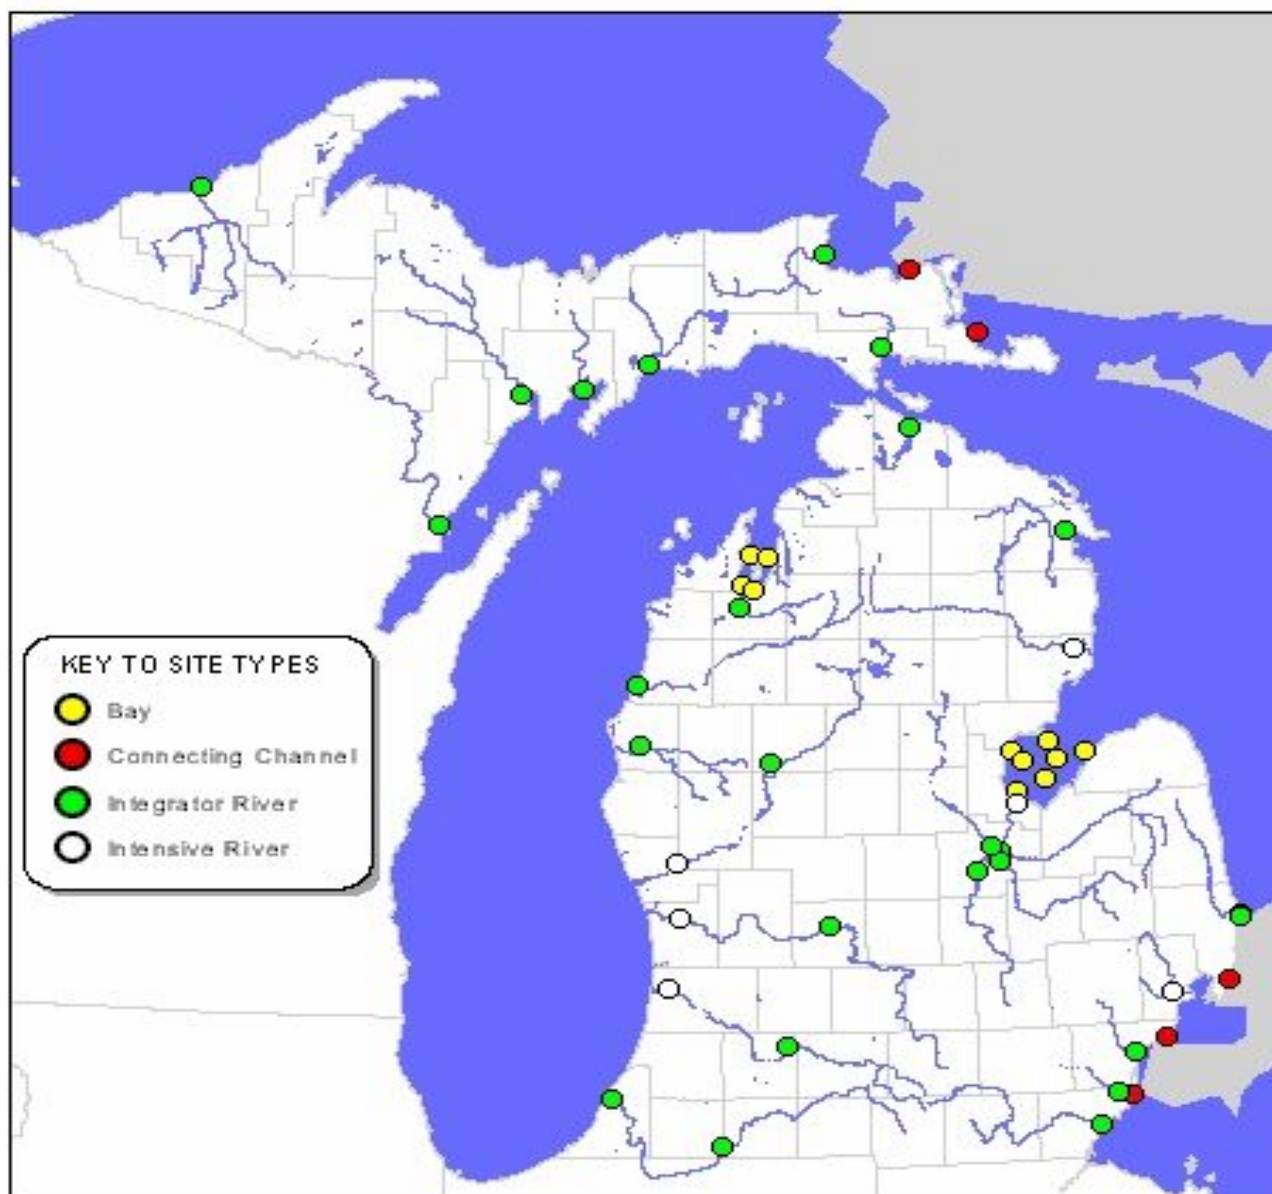 KEY TO SITE TYPES
Bay
Connecting Channel
Integrator River
Intensive River